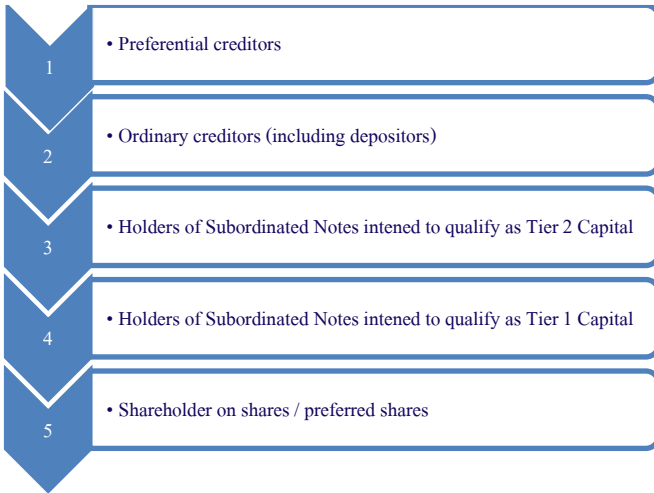 1
• Preferential creditors
2
• Ordinary creditors (including depositors)
3
• Holders of Subordinated Notes intened to qualify as Tier 2 Capital
4
• Holders of Subordinated Notes intened to qualify as Tier 1 Capital
5
• Shareholder on shares / preferred shares